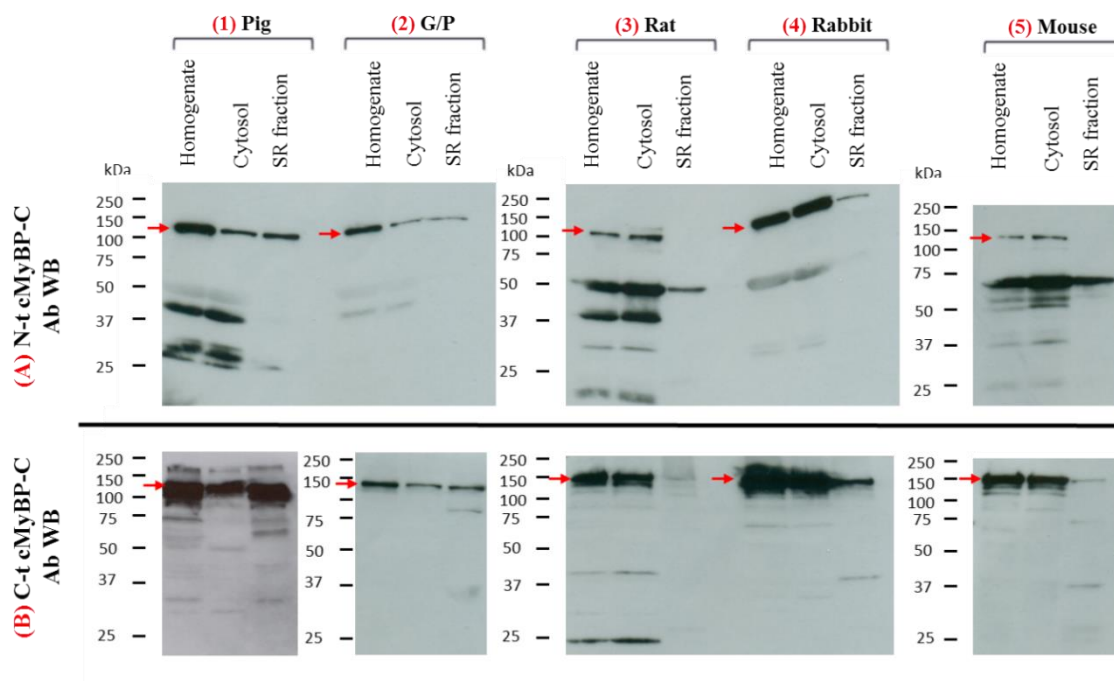 (1) Pig
(2) G/P
(3) Rat
(4) Rabbit
(5) Mouse
Homogenate
Cytosol
SR fraction
Homogenate
Cytosol
SR fraction
Homogenate
Cytosol
SR fraction
Homogenate
Cytosol
SR fraction
Homogenate
Cytosol
SR fraction
(A) N-t cMyBP-C
Ab WB
kDa
250
150
100
50
37
25
kDa
250
150
100
75
50
37
25
kDa
250
150
100
75
50
37
25
(B) C-t cMyBP-C
Ab WB
250
150
100
75
50
37
25
250
150
75
50
37
25
250
150
100
75
50
37
25
250
150
100
75
50
37
25